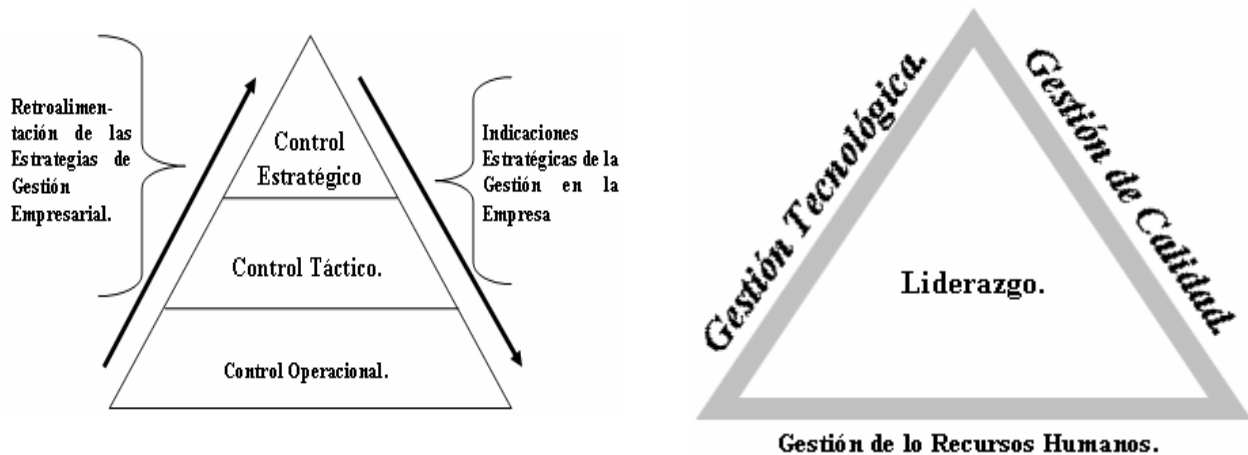 Retroalimen-
tación de las
Estrategias de
Gestión
Empresarial.
Control
Estratégico
Control Táctico.
Control Operacional.
Indicaciones
Estratégicas de la
Gestión en la
Empresa
Gestión Tecnológica.
Gestión de Calidad.
Liderazgo.
Gestión de lo Recursos Humanos.